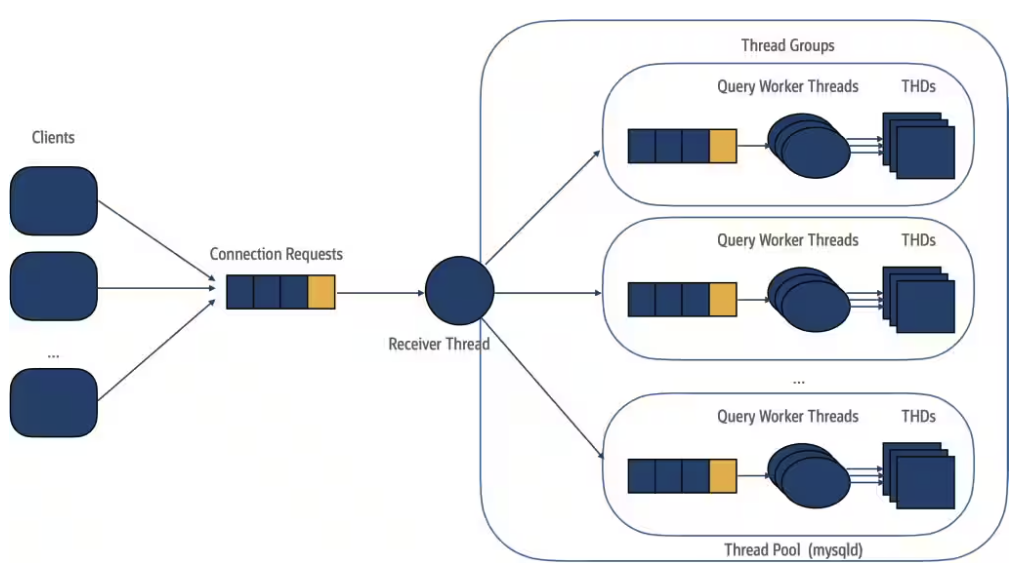 Thread Groups
Query Worker Threads THDs
Clients
Connection Requests
Query Worker Threads THDs
Receiver Thread
...
...
Query Worker Threads THDs
Thread Pool (mysqld)